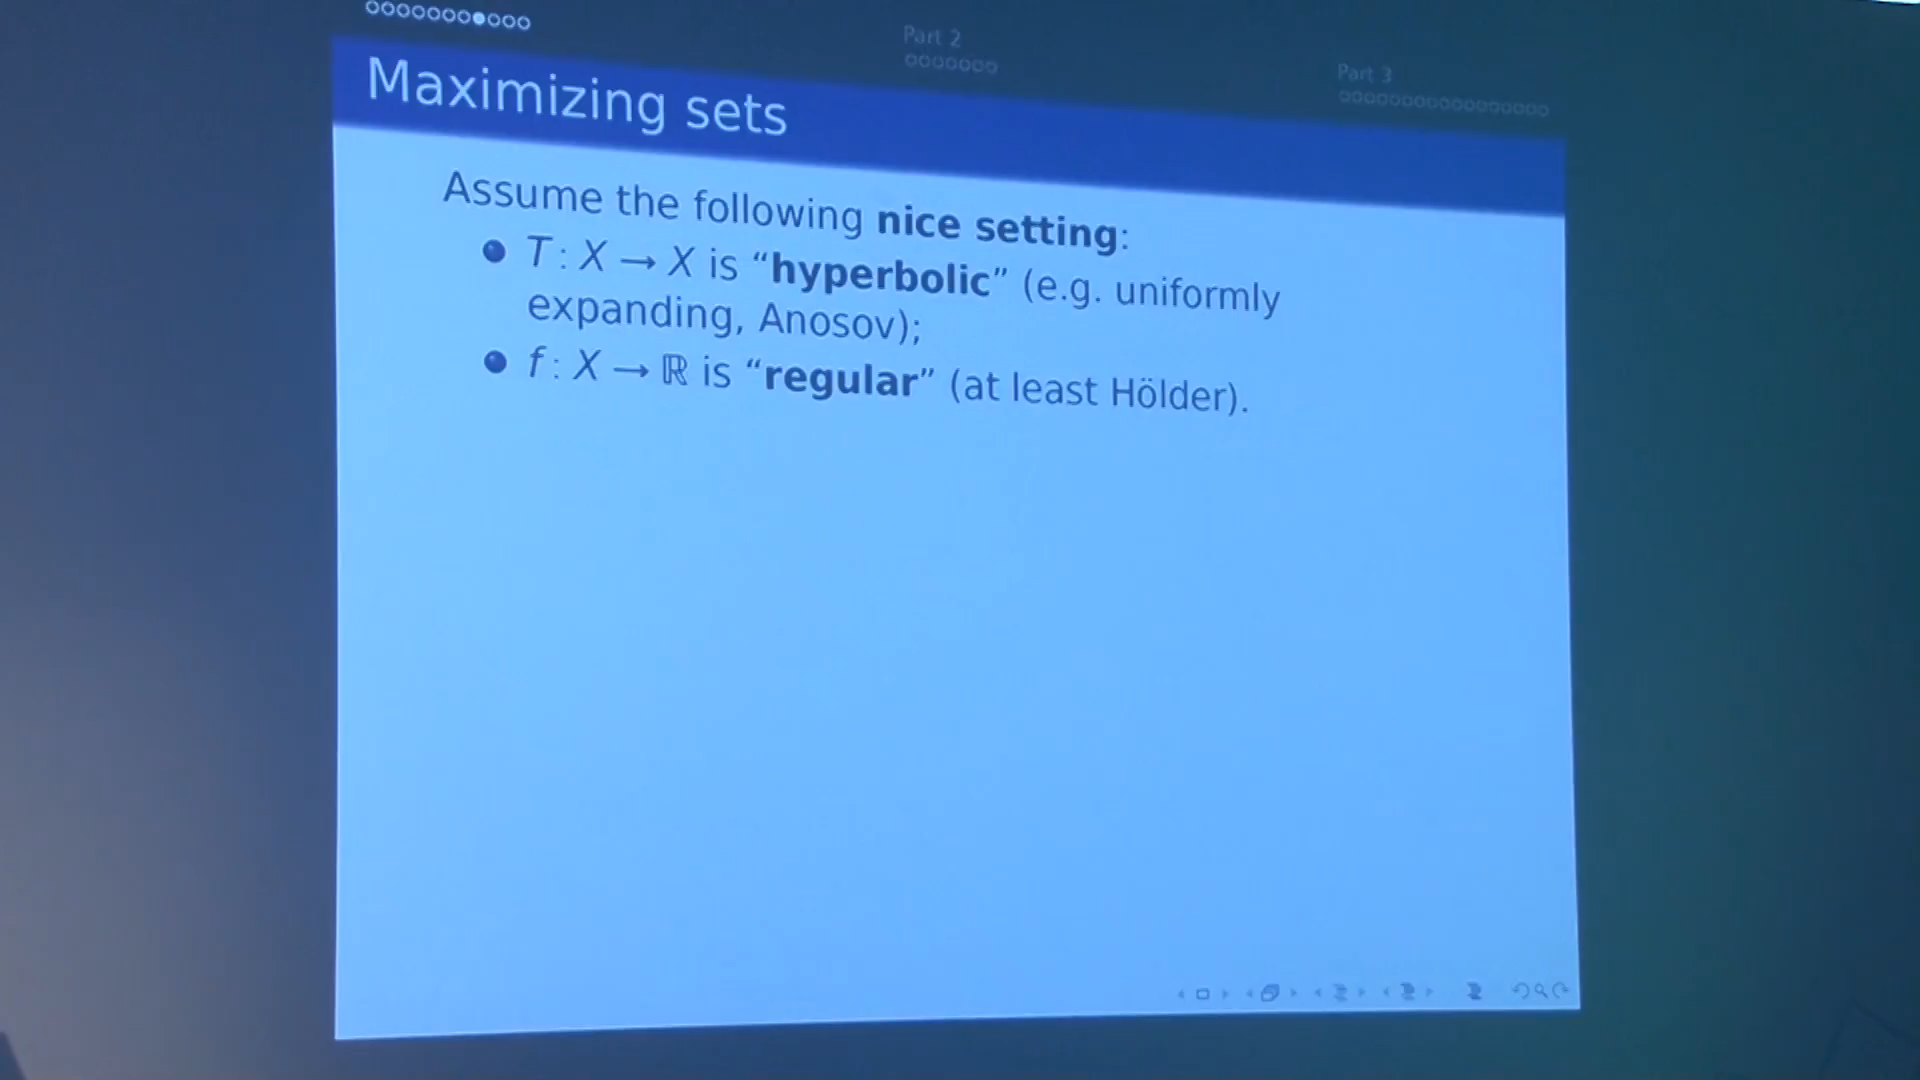 Part 2
Part 3
Maximizing sets
Assume the following nice setting:
T : X → X is “hyperbolic” (e.g. uniformly
expanding, Anosov);
f : X → ℝ is “regular” (at least Hölder).